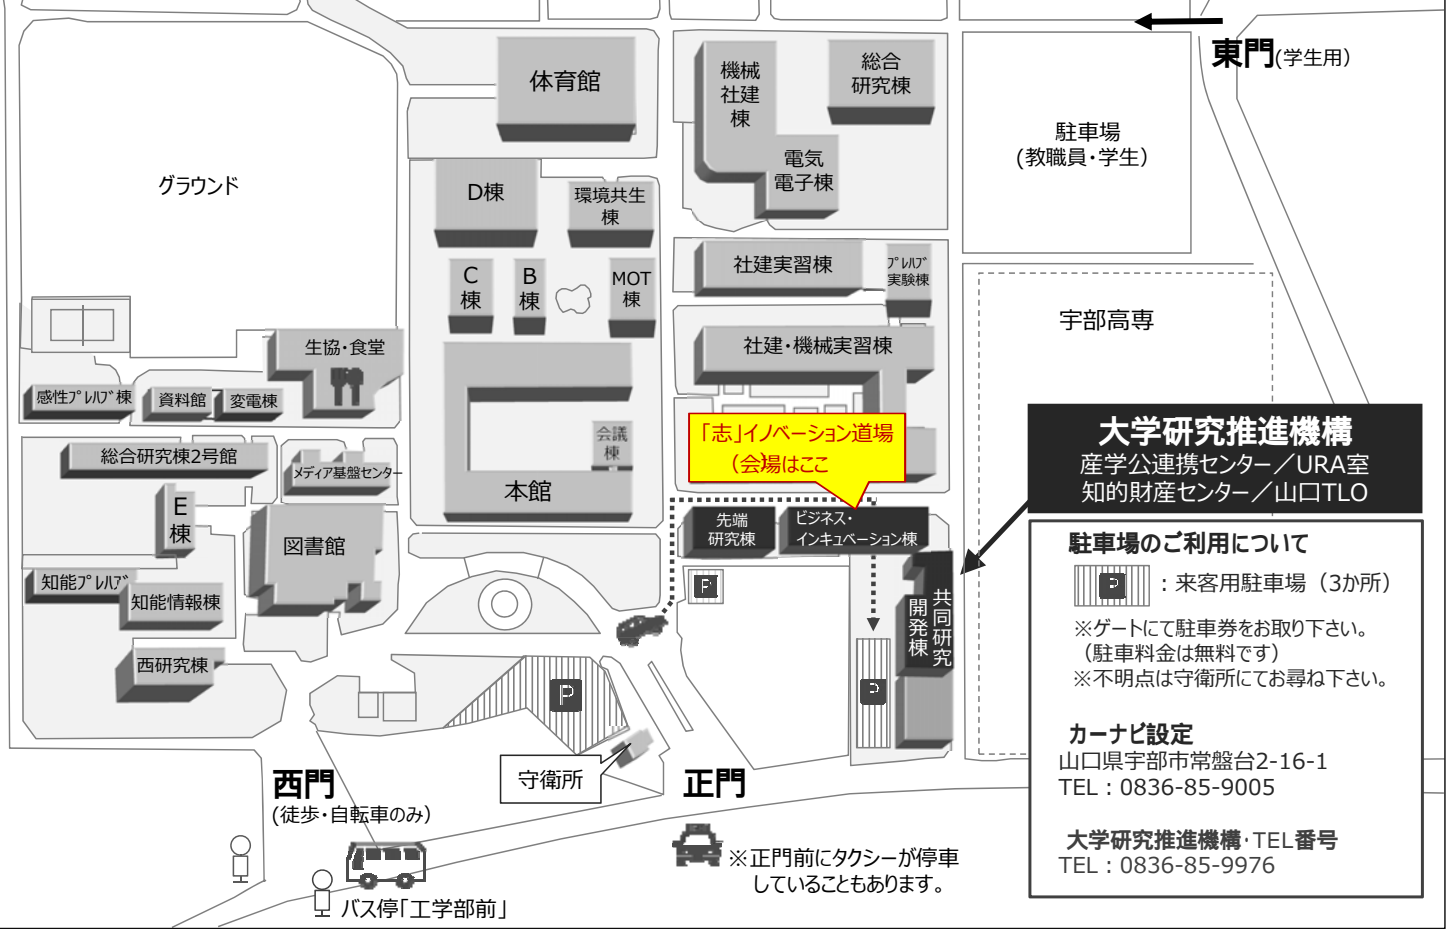 東門(学生用)
体育館
機械
社建
棟
総合
研究棟
電気
電子棟
駐車場
(教職員・学生)
グラウンド
D棟
環境共生
棟
C
棟
B
棟
MOT
棟
社建実習棟
プレハブ
実験棟
宇部高専
生協・食堂
社建・機械実習棟
感性プレハブ棟
資料館
変電棟
総合研究棟2号館
メディア基盤センター
会議
棟
本館
「志」イノベーション道場
(会場はここ
大学研究推進機構
産学公連携センター/URA室
知的財産センター/山口TLO
E
棟
図書館
先端
研究棟
ビジネス・
インキュベーション棟
知能プレハブ
知能情報棟
西研究棟
共同研究
開発棟
P
P
P
駐車場のご利用について
P
:来客用駐車場(3か所)
※ゲートにて駐車券をお取り下さい。
(駐車料金は無料です)
※不明点は守衛所にてお尋ね下さい。
カーナビ設定
山口県宇部市常盤台2-16-1
TEL:0836-85-9005
大学研究推進機構・TEL番号
TEL:0836-85-9976
守衛所
西門
(徒歩・自転車のみ)
正門
※正門前にタクシーが停車
していることもあります。
バス停「工学部前」